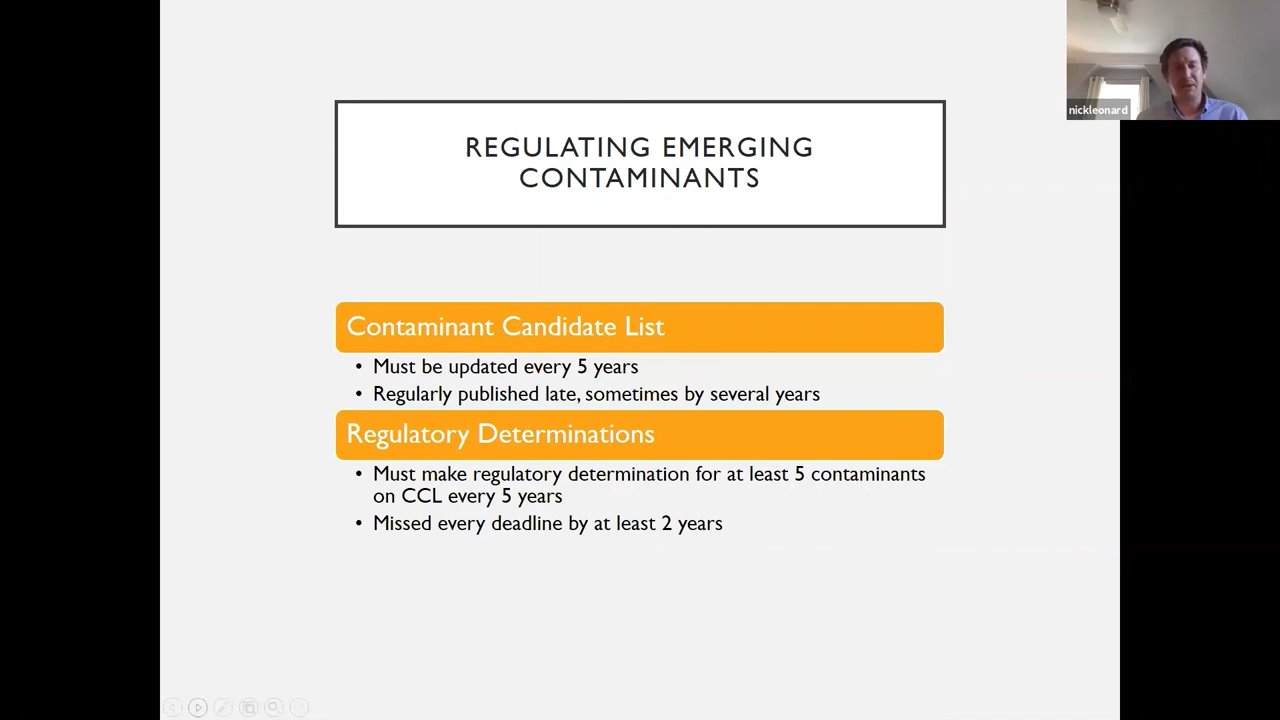 nickleonard
REGULATING EMERGING
CONTAMINANTS
Contaminant Candidate List
• Must be updated every 5 years
• Regularly published late, sometimes by several years
Regulatory Determinations
• Must make regulatory determination for at least 5 contaminants
on CCL every 5 years
• Missed every deadline by at least 2 years